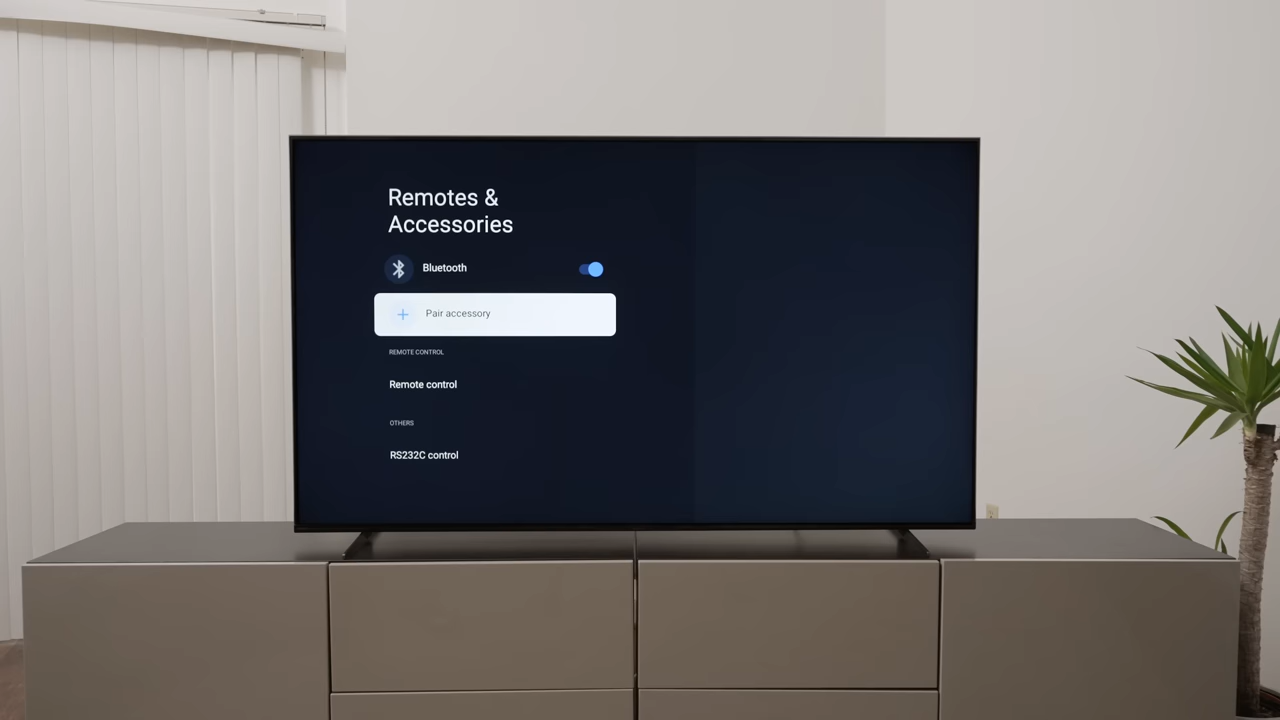 Remotes &
Accessories
Bluetooth
Pair accessory
REMOTE CONTROL
Remote control
OTHERS
RS232C control